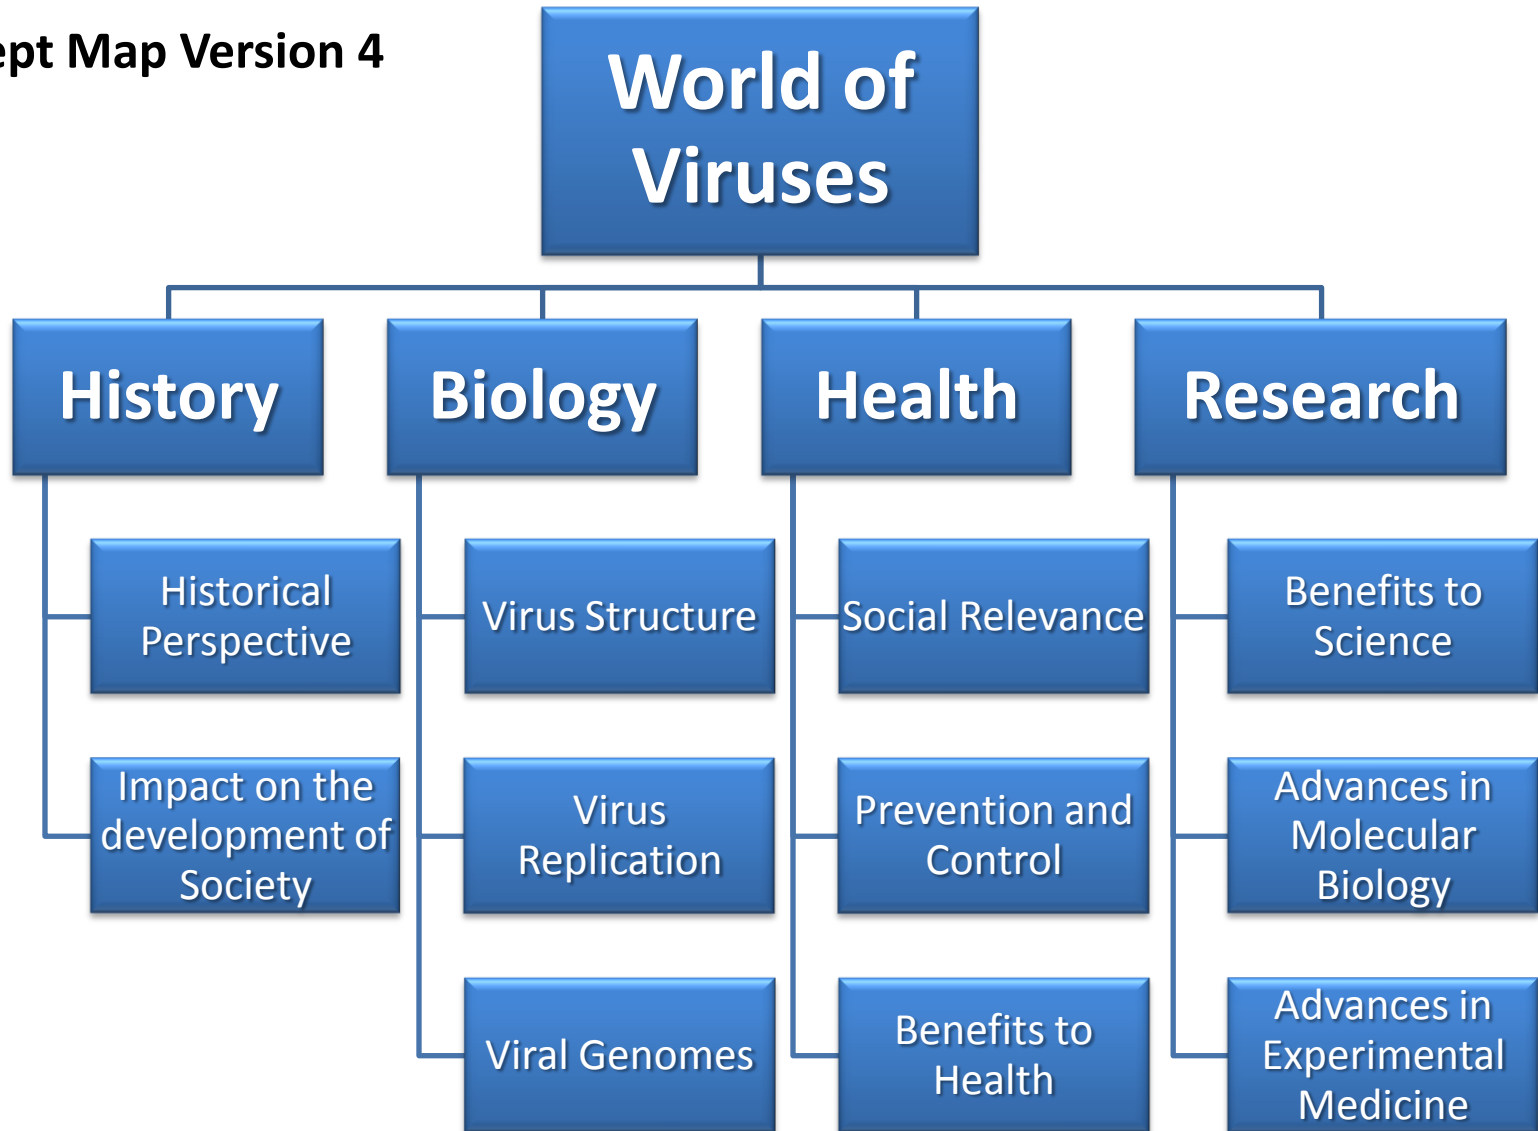 ept Map Version 4
World of
Viruses
History
Biology
Health
Research
Historical
Perspective
Impact on the
development of
Society
Virus Structure
Virus
Replication
Viral Genomes
Social Relevance
Prevention and
Control
Benefits to
Health
Benefits to
Science
Advances in
Molecular
Biology
Advances in
Experimental
Medicine